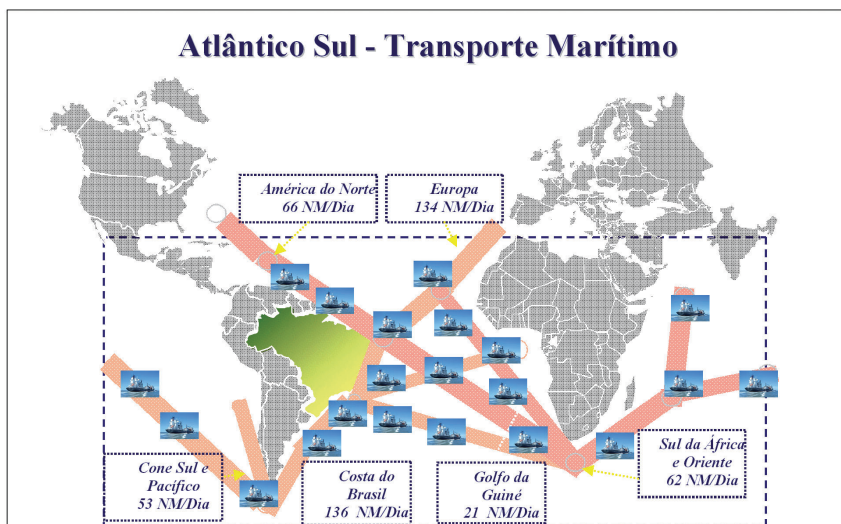 Atlântico Sul - Transporte Marítimo
América do Norte
66 NM/Dia
Europa
134 NM/Dia
Cone Sul e
Pacífico
53 NM/Dia
Costa do
Brasil
136 NM/Dia
Golfo da
Guiné
21 NM/Dia
Sul da África
e Oriente
62 NM/Dia